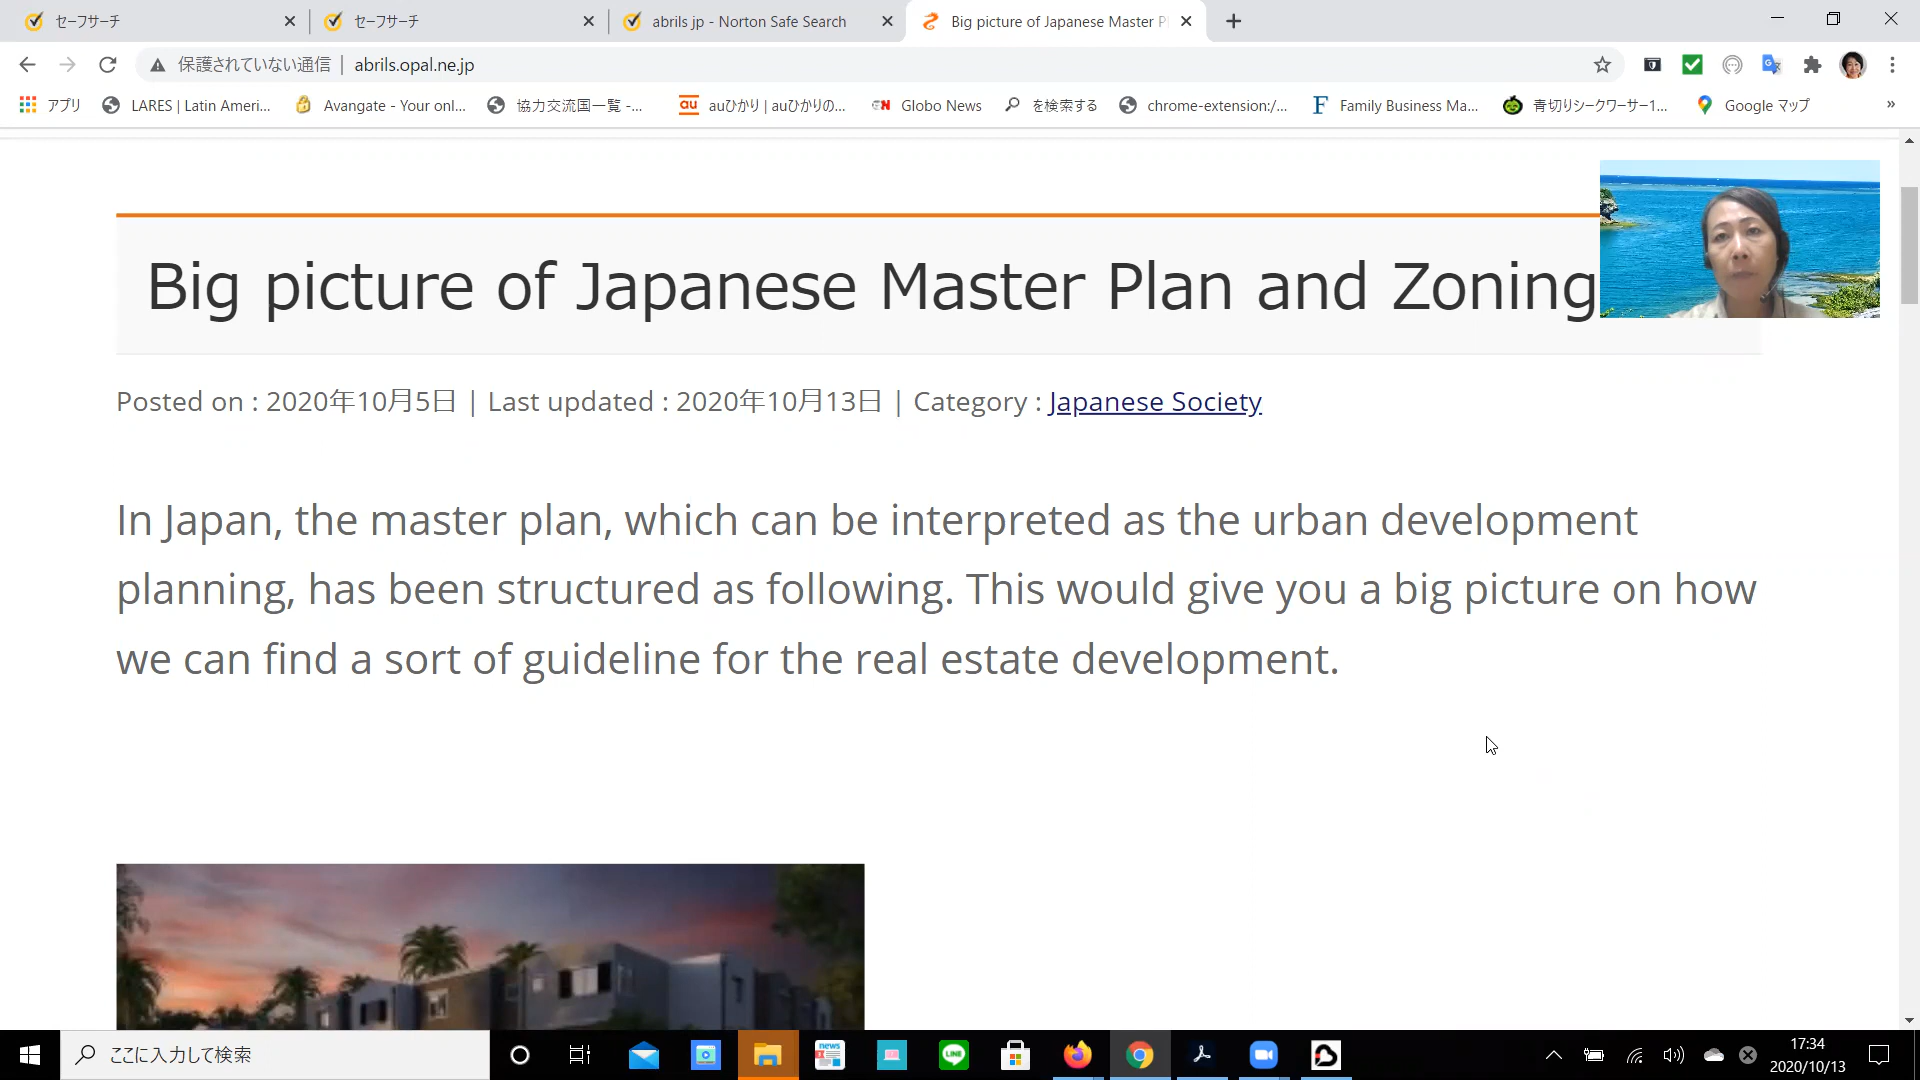 セーフサーチ
セーフサーチ
abrils jp - Norton Safe Search
Big picture of Japanese Master P
保護されていない通信 | abrils.opal.ne.jp
アプリ
LARES | Latin Ameri...
Avangate - Your onl...
協力交流国一覧 -...
au
auひかり | auひかりの...
Globo News
を検索する
chrome-extension:/...
Family Business Ma...
青切りシークワーサー1...
Google マップ
»
Big picture of Japanese Master Plan and Zoning
Posted on : 2020年10月5日 | Last updated : 2020年10月13日 | Category : Japanese Society
In Japan, the master plan, which can be interpreted as the urban development
planning, has been structured as following. This would give you a big picture on how
we can find a sort of guideline for the real estate development.
ここに入力して検索
news
LINE
17:34
2020/10/13